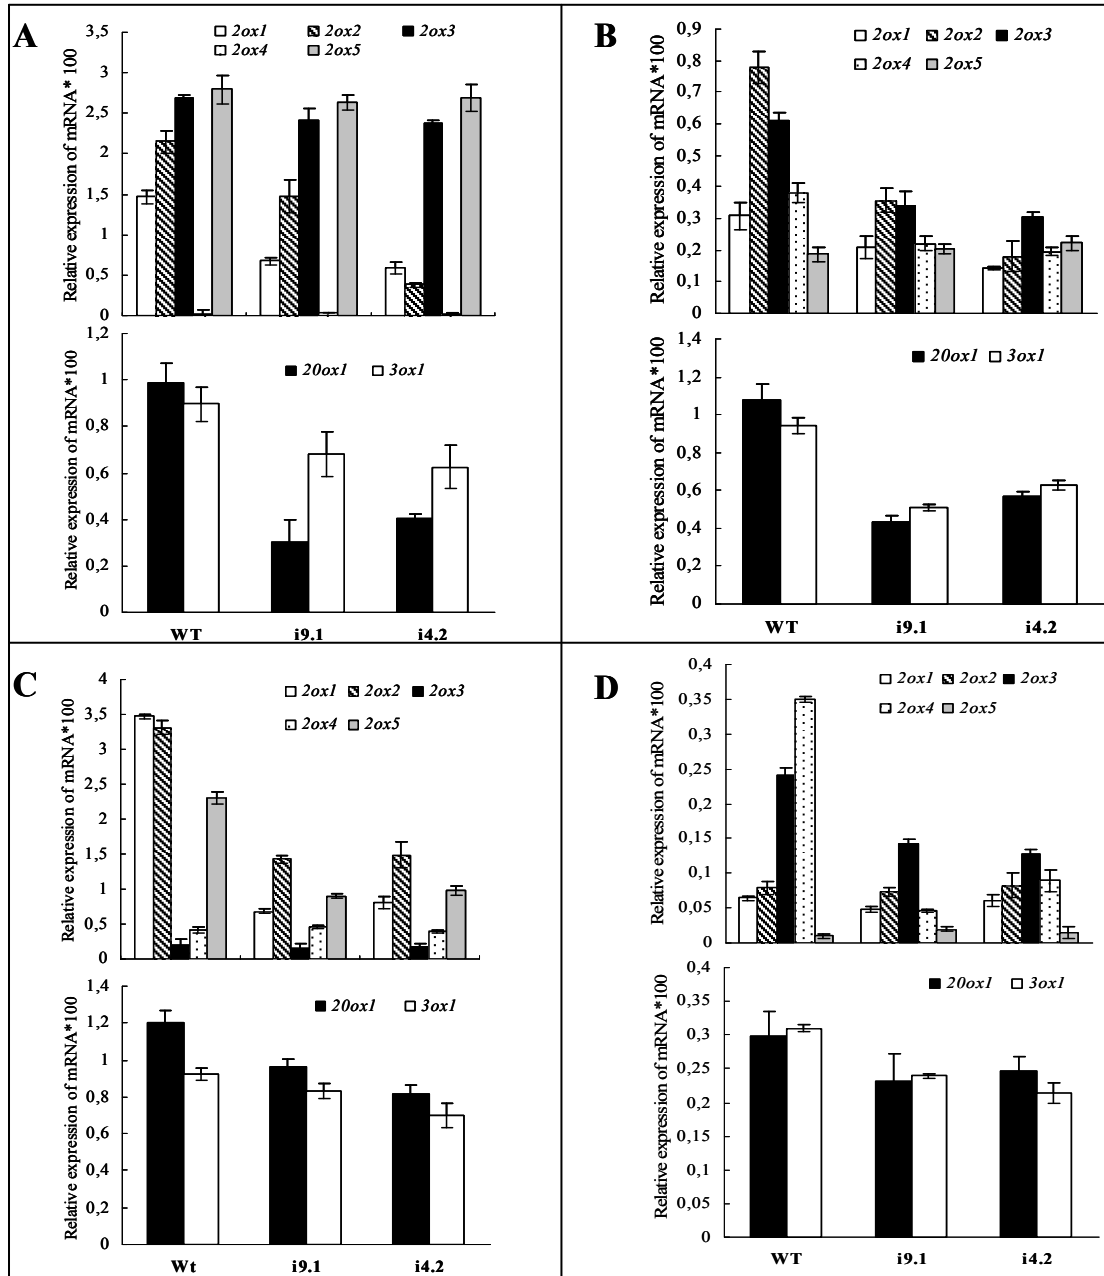 A
Relative expression of mRNA* 100
3,5
3
2,5
2
1,5
1
0,5
0
2ox1 2ox2 2ox3
2ox4 2ox5
Relative expression of mRNA*100
1,2
1
0,8
0,6
0,4
0,2
0
20ox1 3ox1
WT i9.1 i4.2
B
Relative expression of mRNA*100
0,9
0,8
0,7
0,6
0,5
0,4
0,3
0,2
0,1
0
2ox1 2ox2 2ox3
2ox4 2ox5
Relative expression of mRNA*100
1,4
1,2
1
0,8
0,6
0,4
0,2
0
20ox1 3ox1
WT i9.1 i4.2
C
Relative expression of mRNA*100
4
3,5
3
2,5
2
1,5
1
0,5
0
2ox1 2ox2 2ox3
2ox4 2ox5
Relative expression of mRNA*100
1,4
1,2
1
0,8
0,6
0,4
0,2
0
20ox1 3ox1
Wt i9.1 i4.2
D
Relative expression of mRNA*100
0,4
0,35
0,3
0,25
0,2
0,15
0,1
0,05
0
2ox1 2ox2 2ox3
2ox4 2ox5
Relative expression of mRNA*100
0,4
0,35
0,3
0,25
0,2
0,15
0,1
0,05
0
20ox1 3ox1
WT i9.1 i4.2